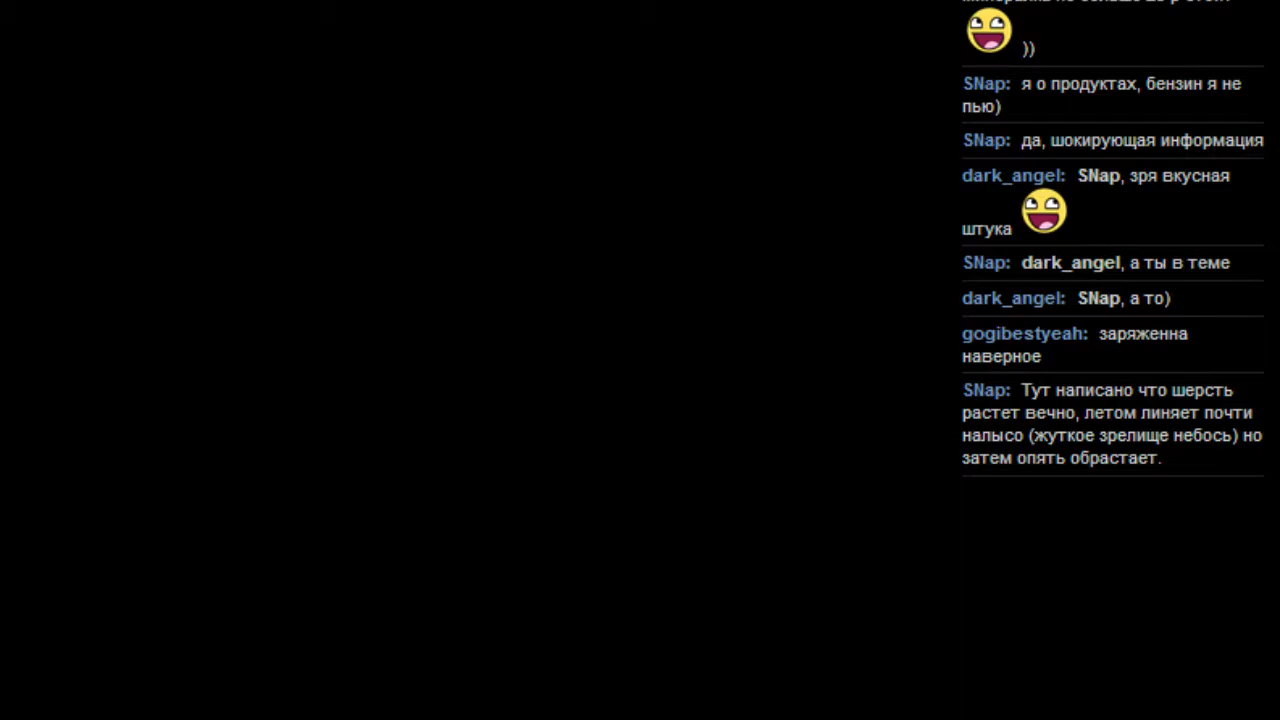 ))
SNap: я о продуктах, бензин я не
пью)
SNap: да, шокирующая информация
dark_angel: SNap, зря вкусная
штука
SNap: dark_angel, а ты в теме
dark_angel: SNap, а то)
gogibestyeah: заряженна
наверное
SNap: Тут написано что шерсть
растет вечно, летом линяет почти
налысо (жуткое зрелище небось) но
затем опять обрастает.